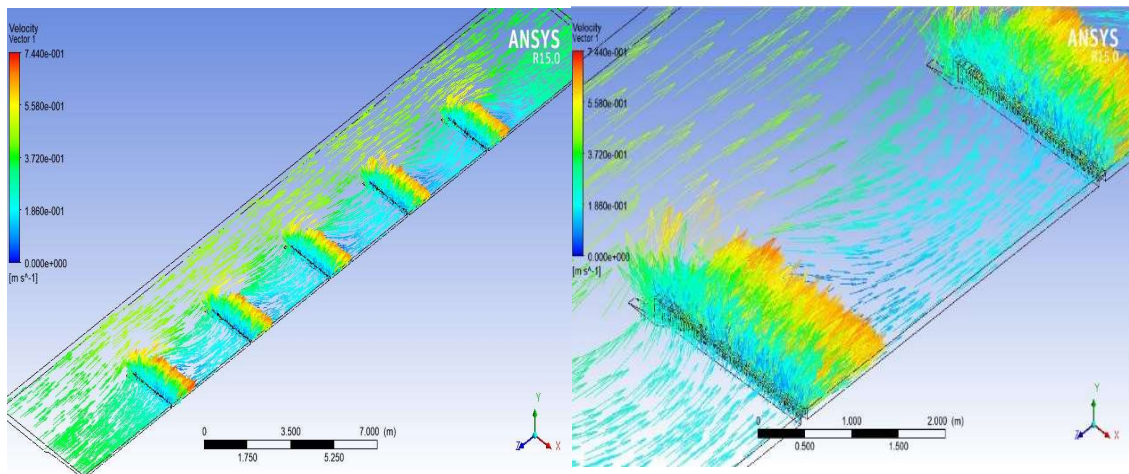 Velocity
Vector 1
7.440e-001
5.580e-001
3.720e-001
1.860e-001
0.000e+000
[m s^-1]
ANSYS
R15.0
0 3.500 7.000 (m)
1.750 5.250
Y
Z X
Velocity
Vector 1
7.440e-001
5.580e-001
3.720e-001
1.880e-001
0.000e+000
[m s^-1]
ANSYS
R15.0
0 1.000 2.000 (m)
0.500 1.500
Y
Z X